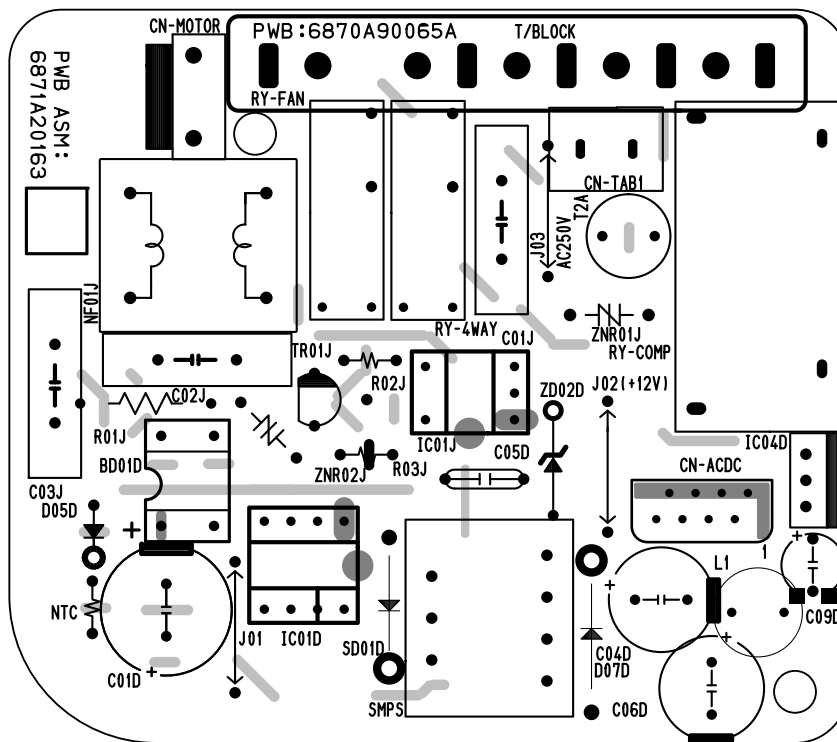 CN-MOTOR
PWB:6870A90065A
T/BLOCK
PWB ASM:
6871A20163
RY-FAN
CN-TAB1
T2A
AC250V
J03
NF01J
RY-4WAY
C01J
ZNR01J
RY-COMP
TR01J
R02J
C02J
ZD02D
J02(+12V)
R01J
IC01J
IC04D
BD01D
ZNR02J
R03J
C05D
CN-ACDC
C03J
D05D
+
L1
1
+
+
NTC
J01
IC01D
SD01D
C04D
D07D
+
C09D
C01D
+
SMPS
C06D